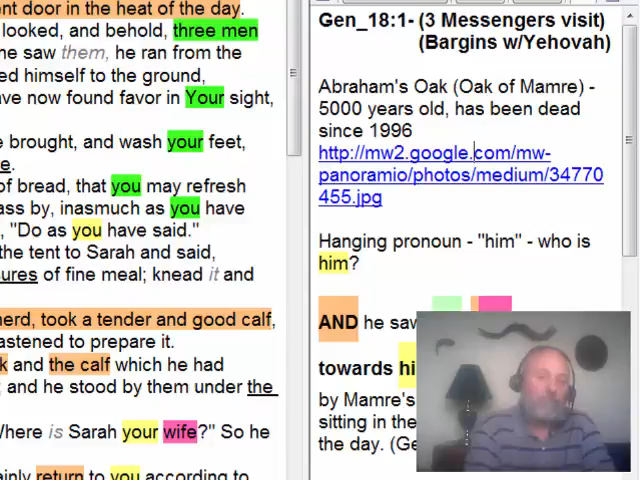 ent door in the heat of the day.
looked, and behold, three men
he saw them, he ran from the
ed himself to the ground,
ave now found favor in Your sight,
e brought, and wash your feet,
e.
of bread, that you may refresh
ass by, inasmuch as you have
, "Do as you have said."
the tent to Sarah and said,
sures of fine meal; knead it and
herd, took a tender and good calf,
astened to prepare it.
k and the calf which he had
; and he stood by them under the
Where is Sarah your wife?" So he
ainly return to you according to
Gen_18:1- (3 Messengers visit)
(Bargins w/Yehovah)
Abraham's Oak (Oak of Mamre) -
5000 years old, has been dead
since 1996
http://mw2.google.com/mw-
panoramio/photos/medium/34770
455.jpg
Hanging pronoun - "him" - who is
him?
AND he saw
towards hi
by Mamre's
sitting in the
the day. (Ge